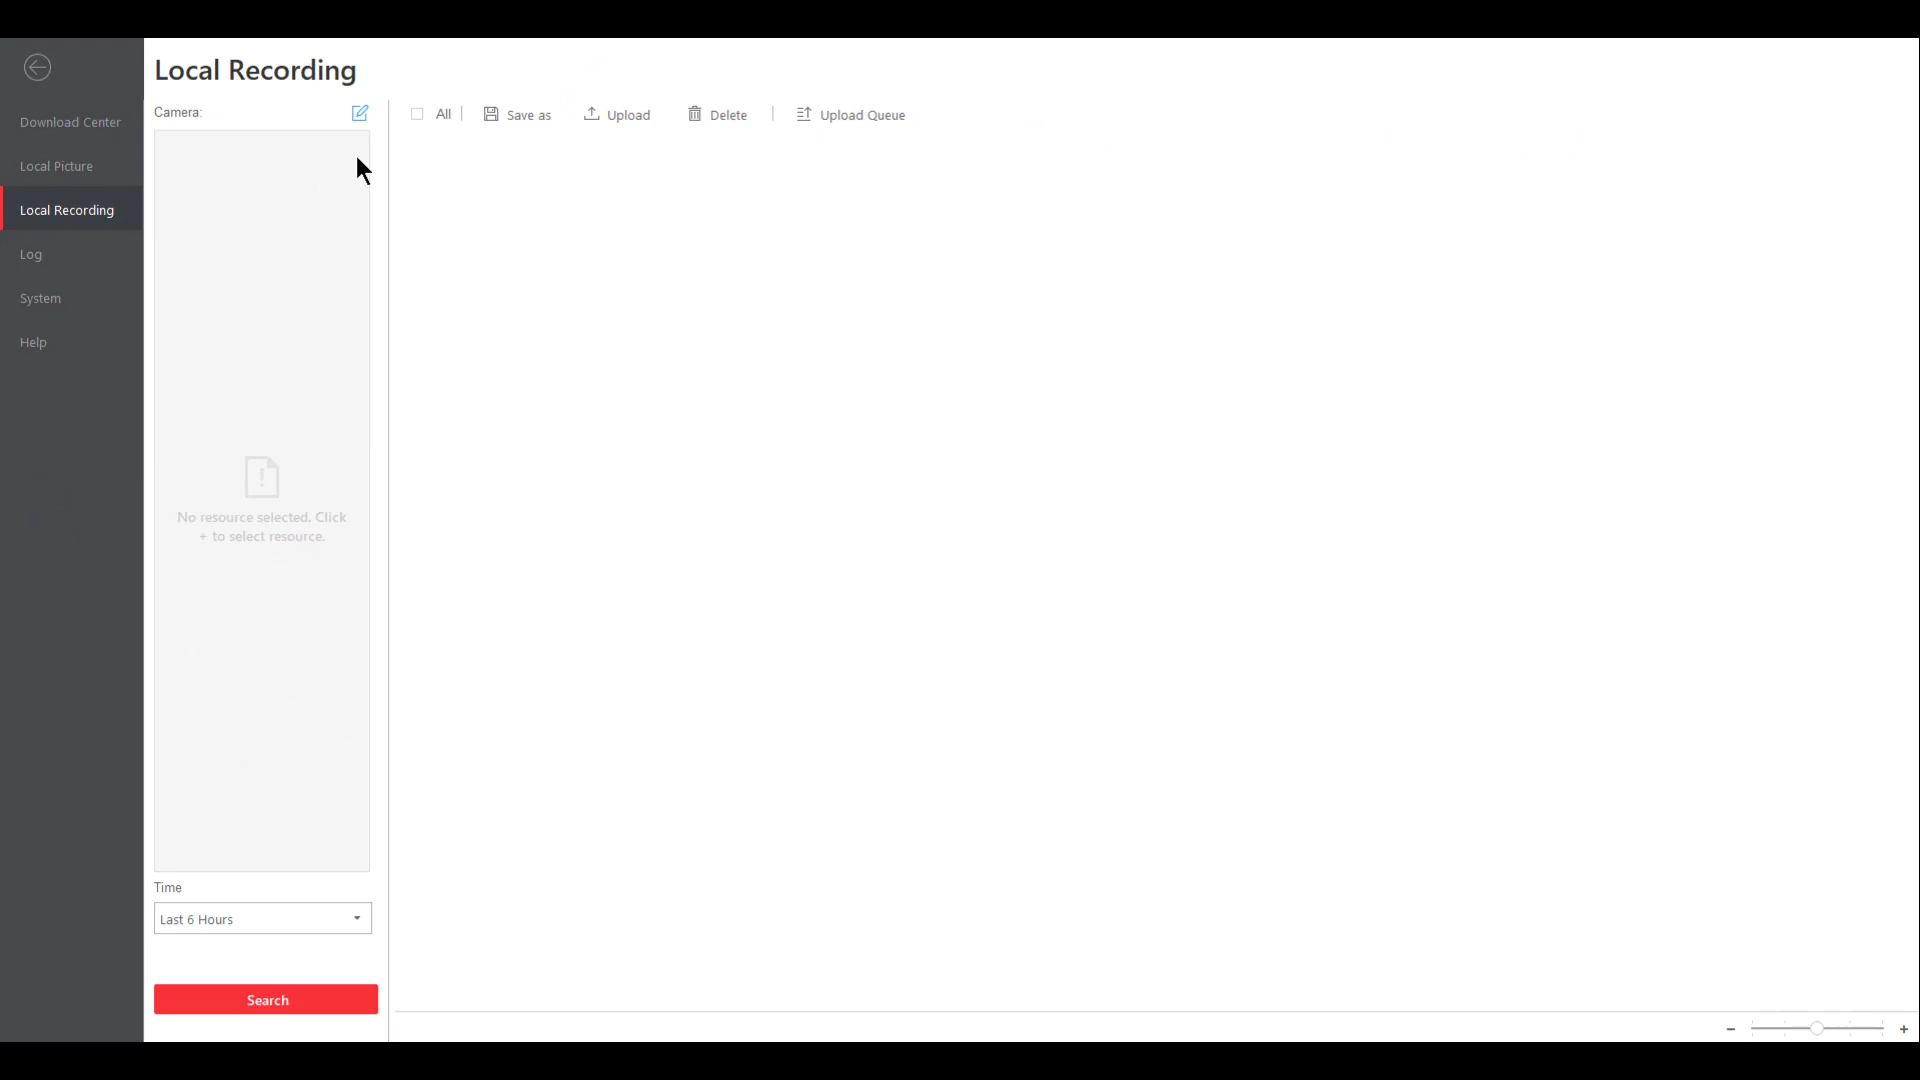 Local Recording
Download Center
Local Picture
Local Recording
Log
System
Help
Camera:
No resource selected. Click
+ to select resource.
Time
Last 6 Hours
Search
All
Save as
Upload
Delete
Upload Queue